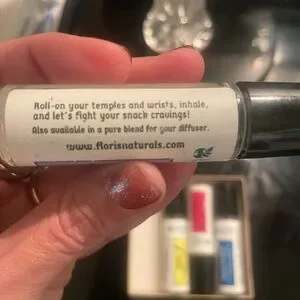 Roll-on your temples and wrists, inhale,
and let's fight your snack cravings!
Also available in a pure blend for your diffuser.
www.florisnaturals.com